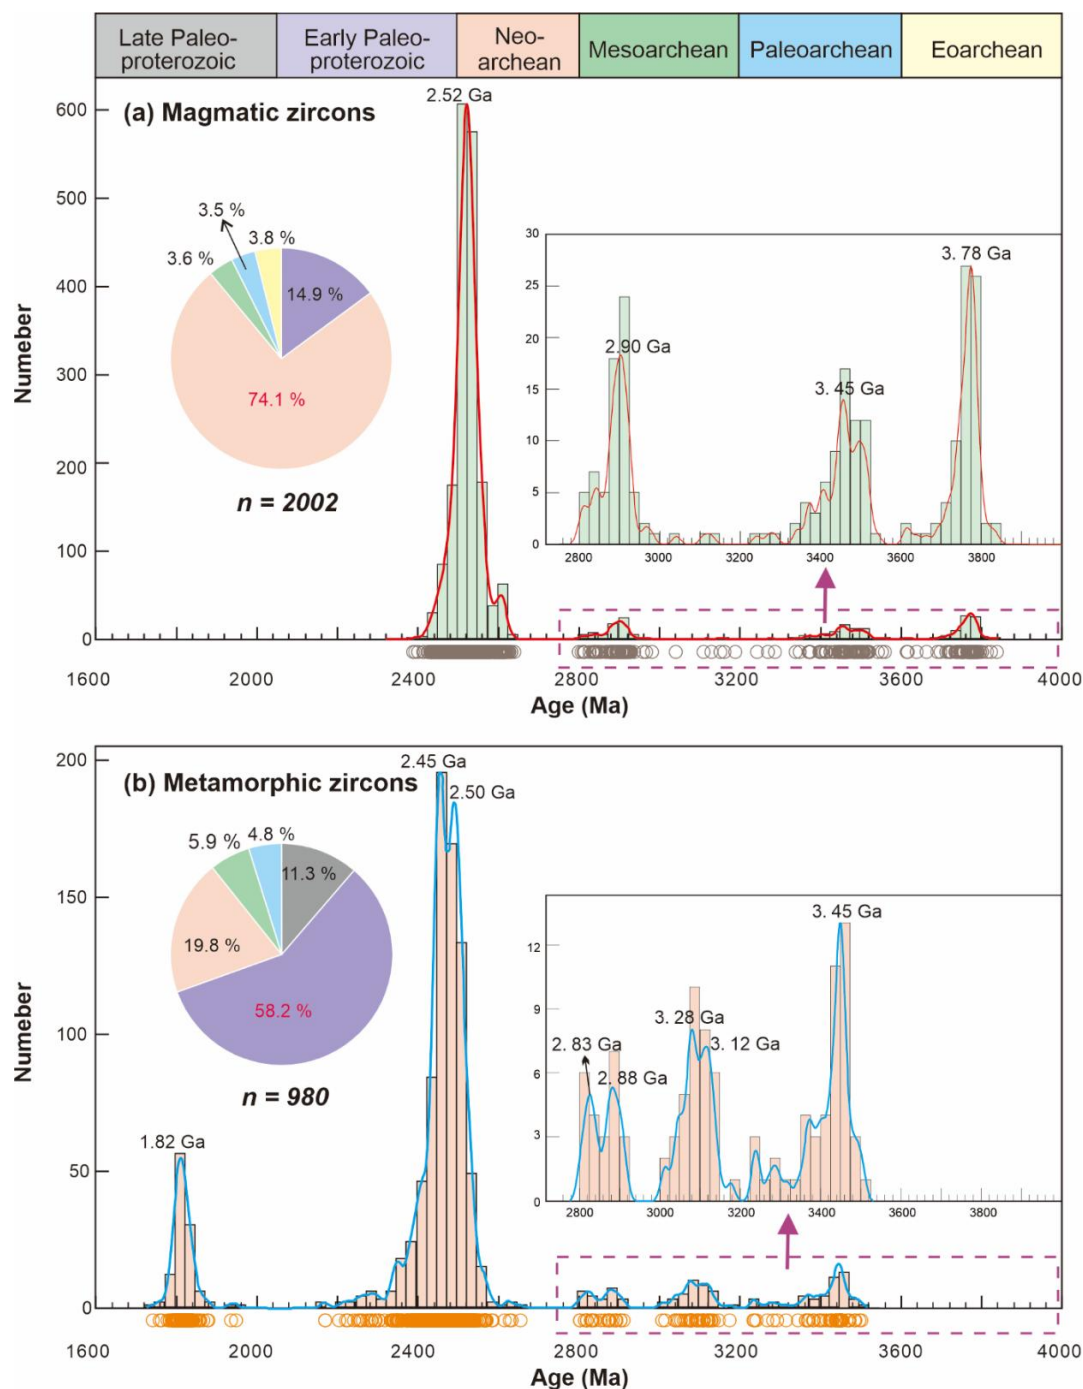 Late Paleo-
proterozoic
Early Paleo-
proterozoic
Neo-
archean
Mesoarchean
Paleoarchean
Eoarchean
(a) Magmatic zircons
2.52 Ga
600
500
400
300
200
100
0
Numeber
3.5 %
3.8 %
3.6 %
14.9 %
74.1 %
n = 2002
30
25
20
15
10
5
0
2.90 Ga
3.45 Ga
3.78 Ga
2800 3000 3200 3400 3600 3800
1600 2000 2400 2800 3200 3600 4000
Age (Ma)
(b) Metamorphic zircons
2.45 Ga
2.50 Ga
200
150
100
50
0
Numeber
5.9 %
4.8 %
11.3 %
19.8 %
58.2 %
n = 980
1.82 Ga
12
9
6
3
0
2. 83 Ga
2. 88 Ga
3. 28 Ga
3. 12 Ga
3. 45 Ga
2800 3000 3200 3400 3600 3800
1600 2000 2400 2800 3200 3600 4000
Age (Ma)